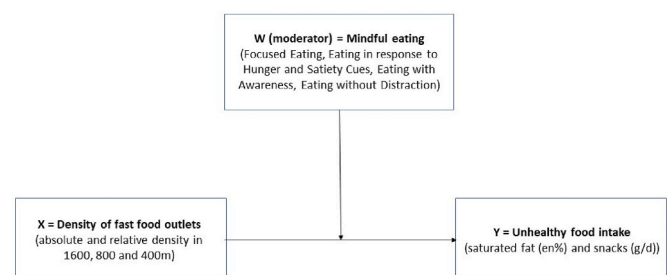 W (moderator) = Mindful eating
(Focused Eating, Eating in response to
Hunger and Satiety Cues, Eating with
Awareness, Eating without Distraction)
X = Density of fast food outlets
(absolute and relative density in
1600, 800 and 400m)
Y = Unhealthy food intake
(saturated fat (en%) and snacks (g/d))